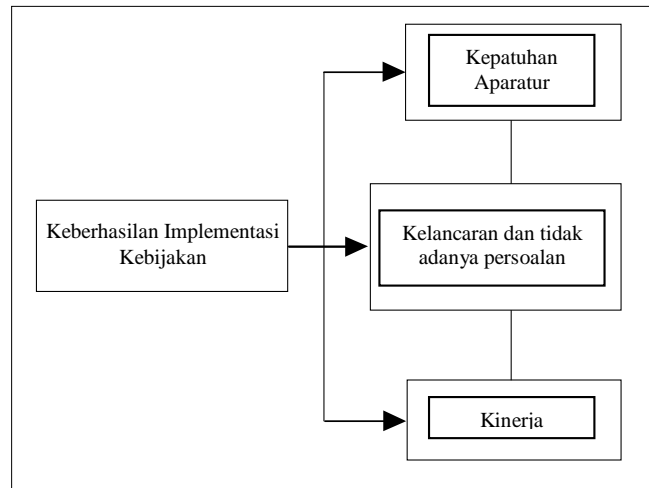 Kepatuhan
Aparatur
Keberhasilan Implementasi
Kebijakan
Kelancaran dan tidak
adanya persoalan
Kinerja